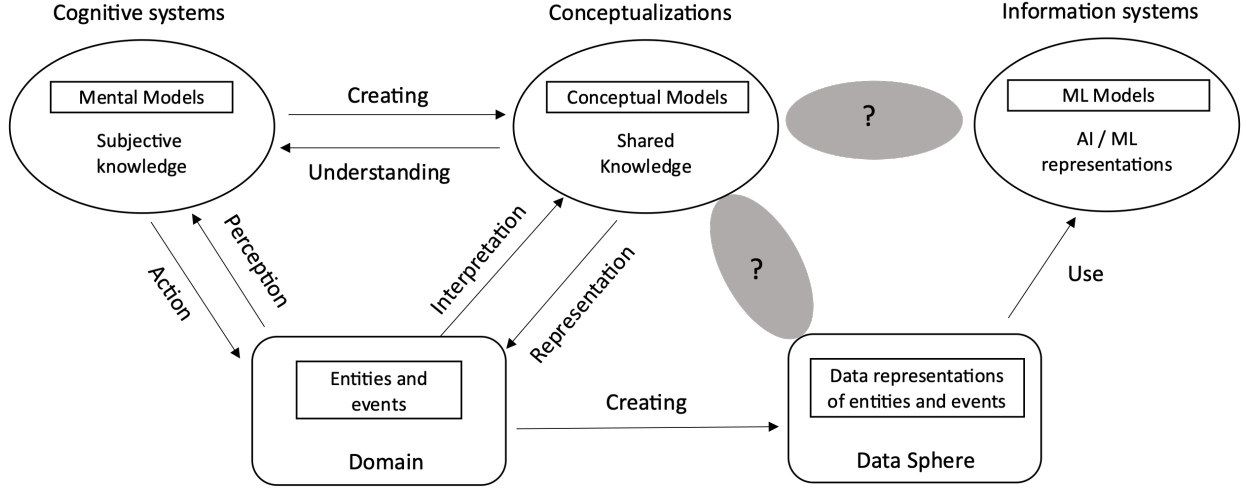 Cognitive systems
Conceptualizations
Information systems
Mental Models
Subjective
knowledge
Creating
Understanding
Conceptual Models
Shared
Knowledge
?
ML Models
AI / ML
representations
Action
Perception
Interpretation
Representation
?
Use
Entities and
events
Domain
Creating
Data representations
of entities and events
Data Sphere